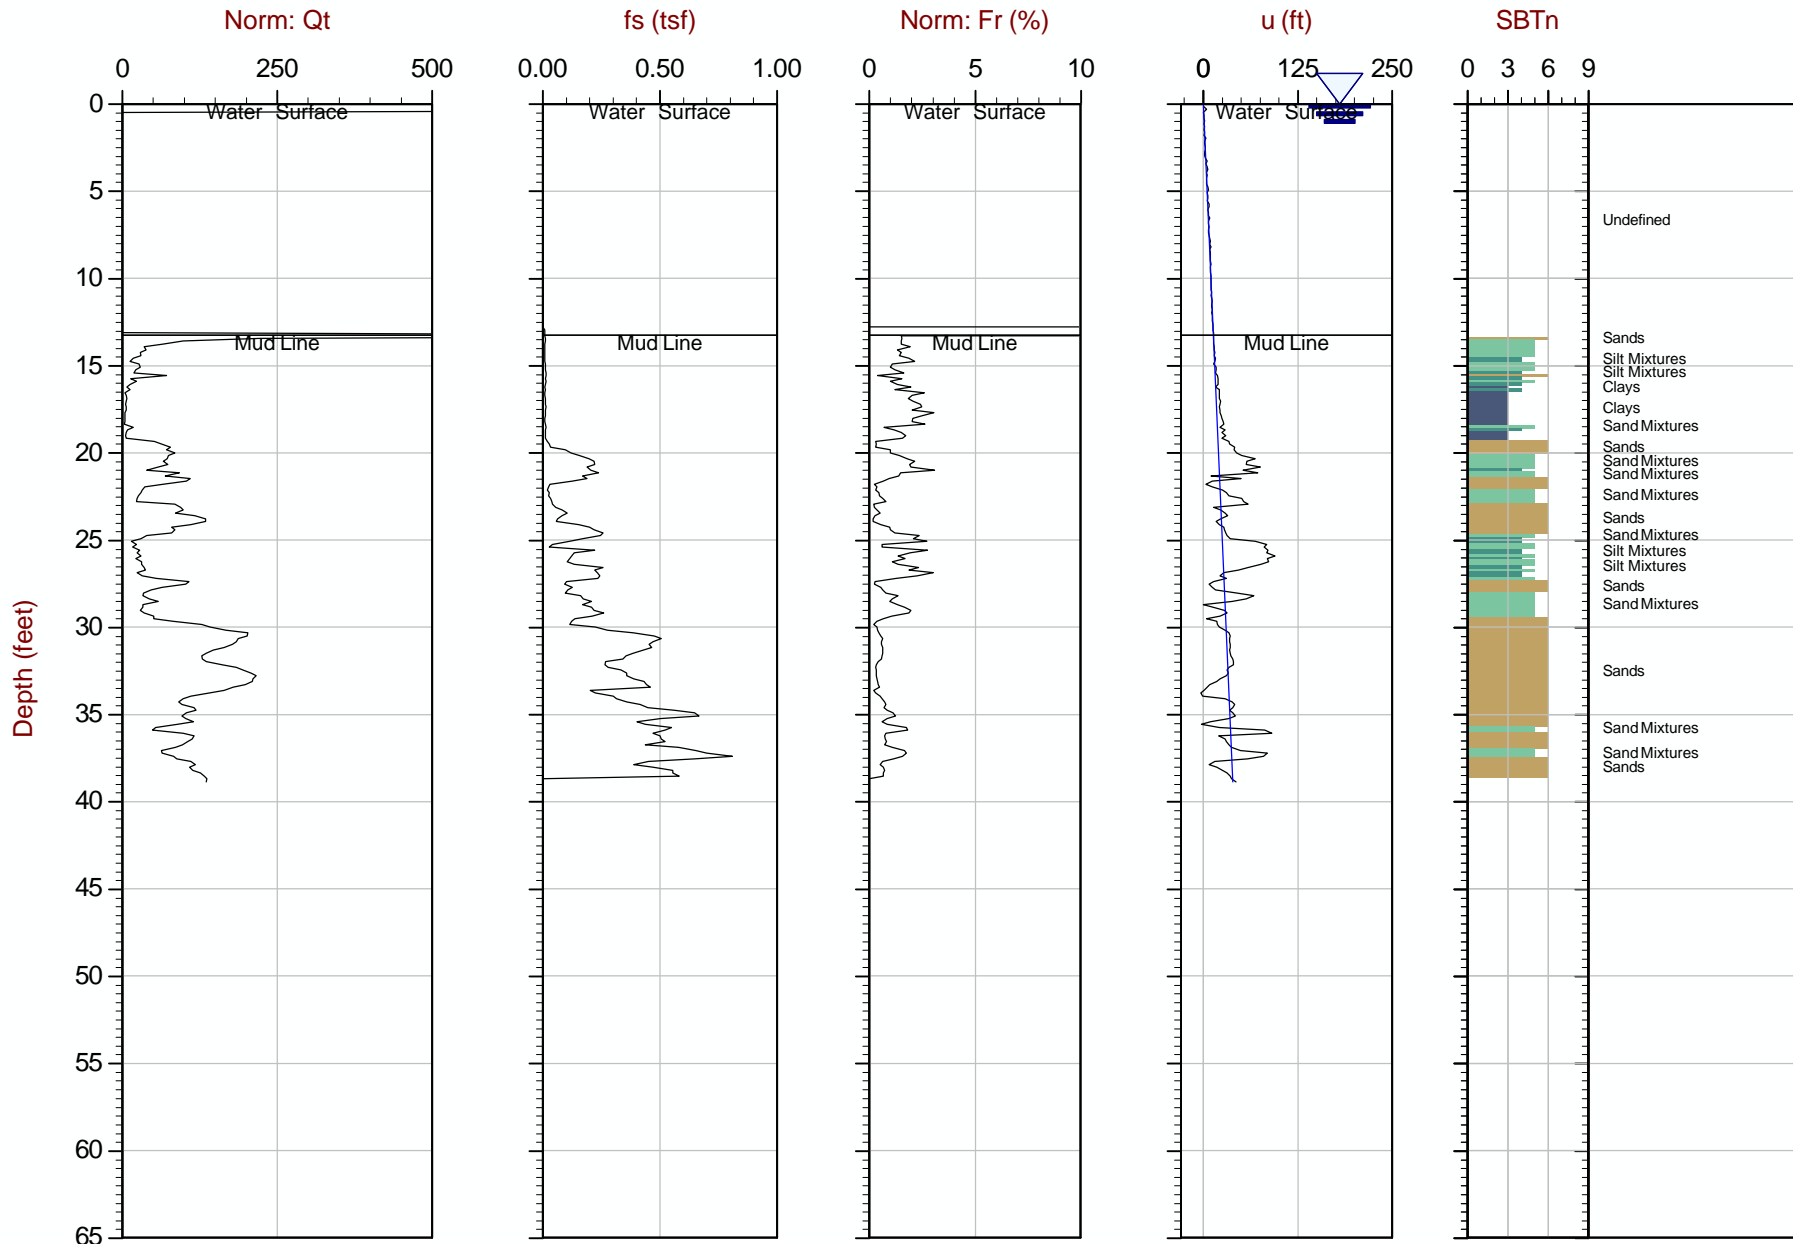 Norm: Qt fs (tsf) Norm: Fr (%) u (ft) SBTn
0 250 500 0.00 0.50 1.00 0 5 10 0 125 250 0 3 6 9
0 Water Surface Water Surface Water Surface Water Surface
5
Undefined
10
Mud Line Mud Line Mud Line Mud Line Sands
15
Silt Mixtures
Silt Mixtures
Clays
Clays
Sand Mixtures
20 Sands
Sand Mixtures
Sand Mixtures
Sand Mixtures
Sands
25 Sand Mixtures
Silt Mixtures
Silt Mixtures
Sands
Sand Mixtures
30
Sands
35
Sand Mixtures
Sand Mixtures
Sands
40
45
50
55
60
65
Depth (feet)